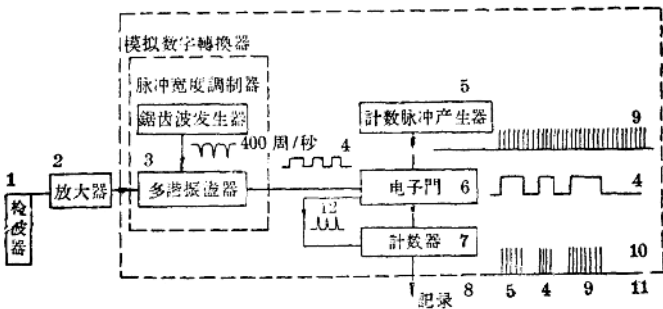 模拟数字轉換器
脉冲宽度調制器
鋸齿波发生器
400 周/秒
4
5
計数脉冲产生器
9
1
2
3
检波器
放大器
多諧振溢器
电子門
6
4
12
計数器
7
10
記录
8
5
4
9
11